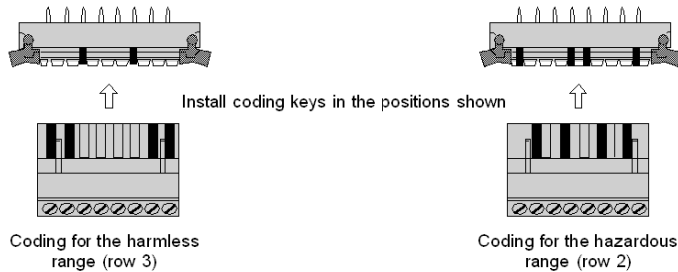 Install coding keys in the positions shown
Coding for the harmless
range (row 3)
Coding for the hazardous
range (row 2)